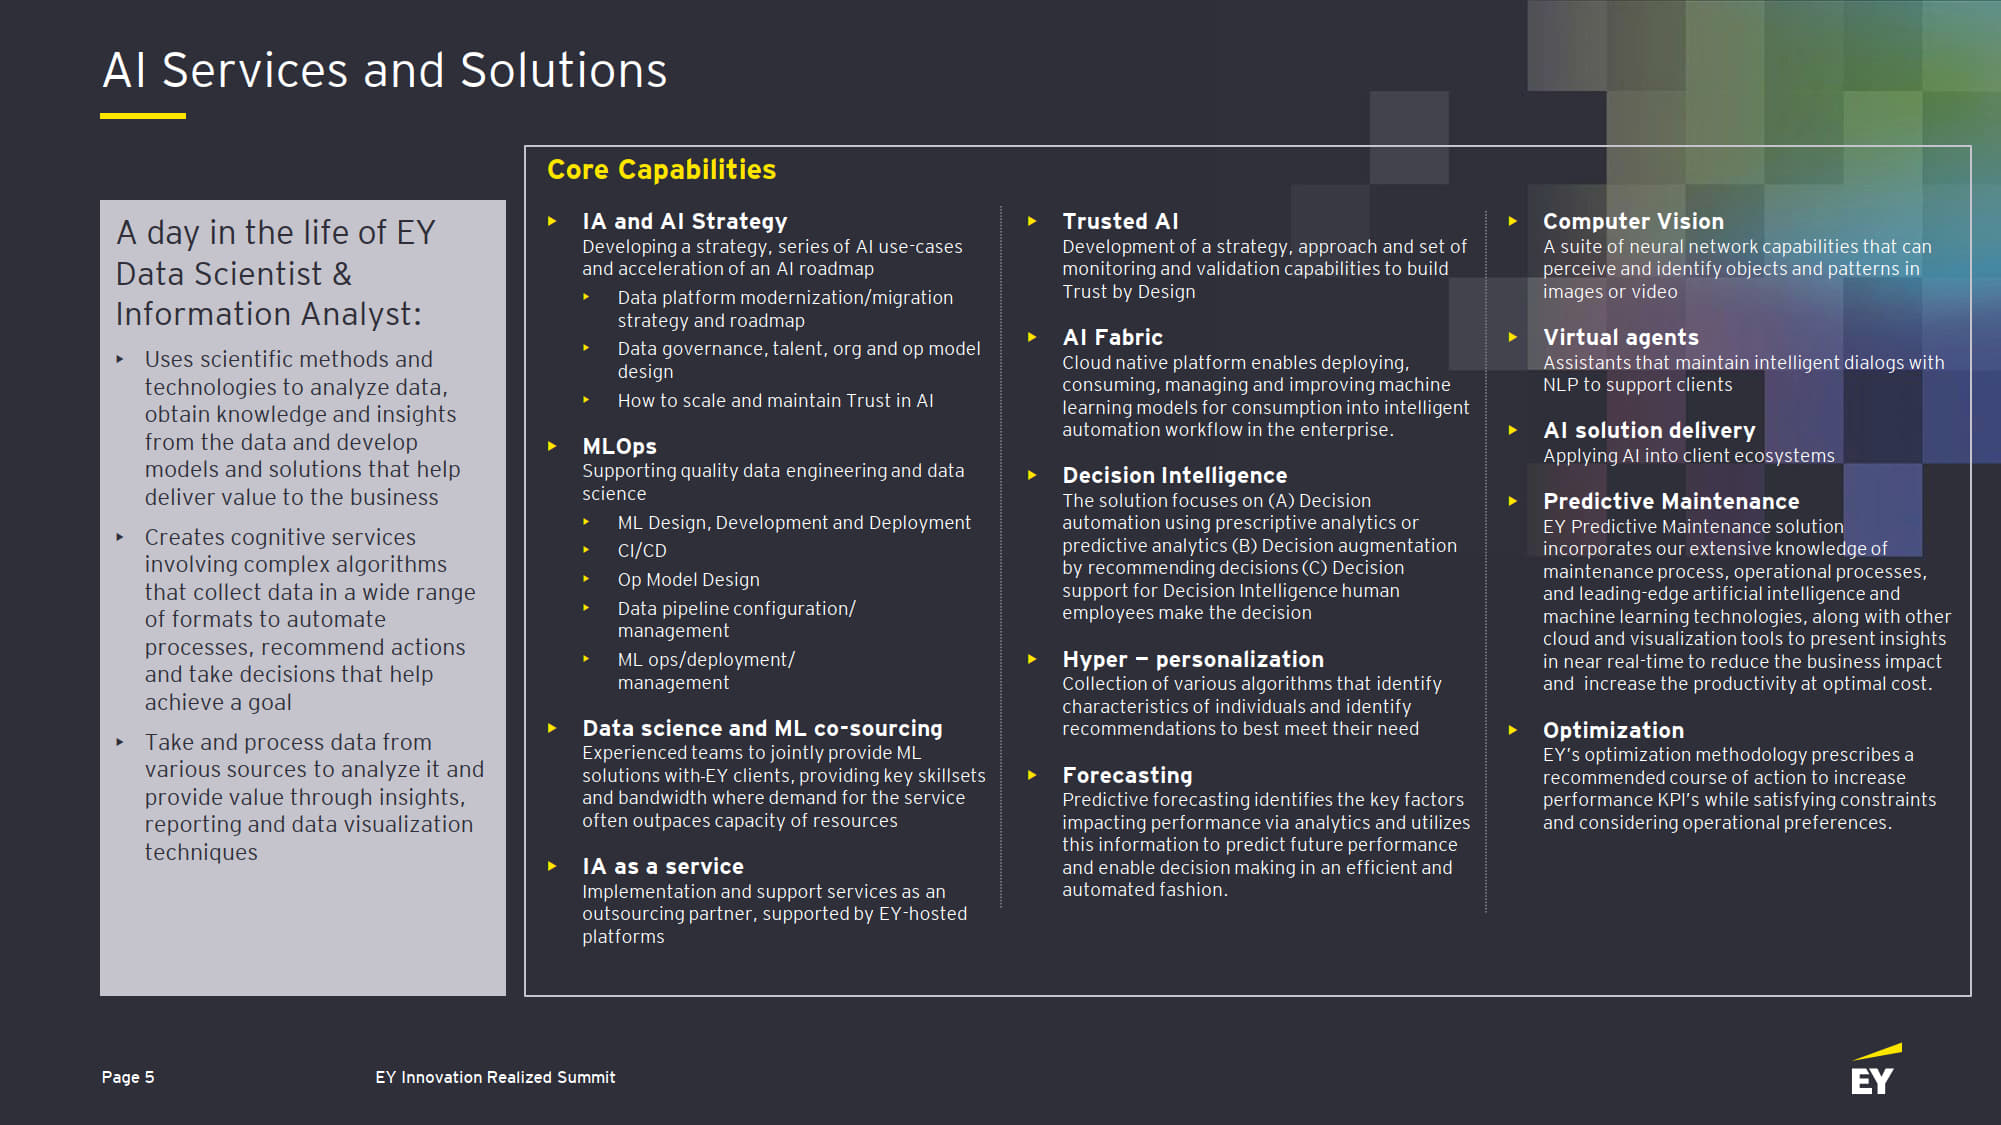 AI Services and Solutions
A day in the life of EY
Data Scientist &
Information Analyst:
Uses scientific methods and
technologies to analyze data,
obtain knowledge and insights
from the data and develop
models and solutions that help
deliver value to the business
Creates cognitive services
involving complex algorithms
that collect data in a wide range
of formats to automate
processes, recommend actions
and take decisions that help
achieve a goal
Take and process data from
various sources to analyze it and
provide value through insights,
reporting and data visualization
techniques
Core Capabilities
IA and AI Strategy
Developing a strategy, series of AI use-cases
and acceleration of an AI roadmap
Data platform modernization/migration
strategy and roadmap
Data governance, talent, org and op model
design
How to scale and maintain Trust in AI
MLOps
Supporting quality data engineering and data
science
ML Design, Development and Deployment
CI/CD
Op Model Design
Data pipeline configuration/
management
ML ops/deployment/
management
Data science and ML co-sourcing
Experienced teams to jointly provide ML
solutions with-EY clients, providing key skillsets
and bandwidth where demand for the service
often outpaces capacity of resources
IA as a service
Implementation and support services as an
outsourcing partner, supported by EY-hosted
platforms
Trusted AI
Development of a strategy, approach and set of
monitoring and validation capabilities to build
Trust by Design
AI Fabric
Cloud native platform enables deploying,
consuming, managing and improving machine
learning models for consumption into intelligent
automation workflow in the enterprise.
Decision Intelligence
The solution focuses on (A) Decision
automation using prescriptive analytics or
predictive analytics (B) Decision augmentation
by recommending decisions (C) Decision
support for Decision Intelligence human
employees make the decision
Hyper – personalization
Collection of various algorithms that identify
characteristics of individuals and identify
recommendations to best meet their need
Forecasting
Predictive forecasting identifies the key factors
impacting performance via analytics and utilizes
this information to predict future performance
and enable decision making in an efficient and
automated fashion.
Computer Vision
A suite of neural network capabilities that can
perceive and identify objects and patterns in
images or video
Virtual agents
Assistants that maintain intelligent dialogs with
NLP to support clients
AI solution delivery
Applying AI into client ecosystems
Predictive Maintenance
EY Predictive Maintenance solution
incorporates our extensive knowledge of
maintenance process, operational processes,
and leading-edge artificial intelligence and
machine learning technologies, along with other
cloud and visualization tools to present insights
in near real-time to reduce the business impact
and increase the productivity at optimal cost.
Optimization
EY's optimization methodology prescribes a
recommended course of action to increase
performance KPI's while satisfying constraints
and considering operational preferences.
Page 5
EY Innovation Realized Summit
EY